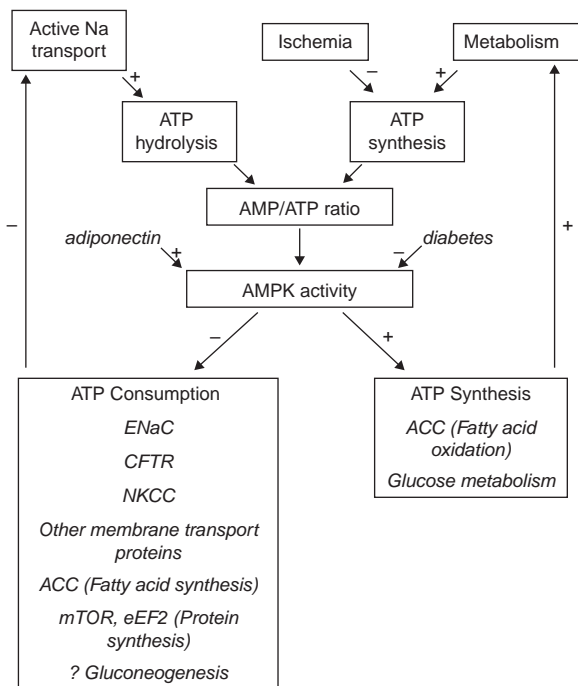 Active Na
transport
Ischemia
Metabolism
+
–
+
ATP
hydrolysis
ATP
synthesis
AMP/ATP ratio
–
adiponectin
+
–
diabetes
+
AMPK activity
–
+
ATP Consumption
ENaC
CFTR
NKCC
Other membrane transport
proteins
ACC (Fatty acid synthesis)
mTOR, eEF2 (Protein
synthesis)
? Gluconeogenesis
ATP Synthesis
ACC (Fatty acid
oxidation)
Glucose metabolism